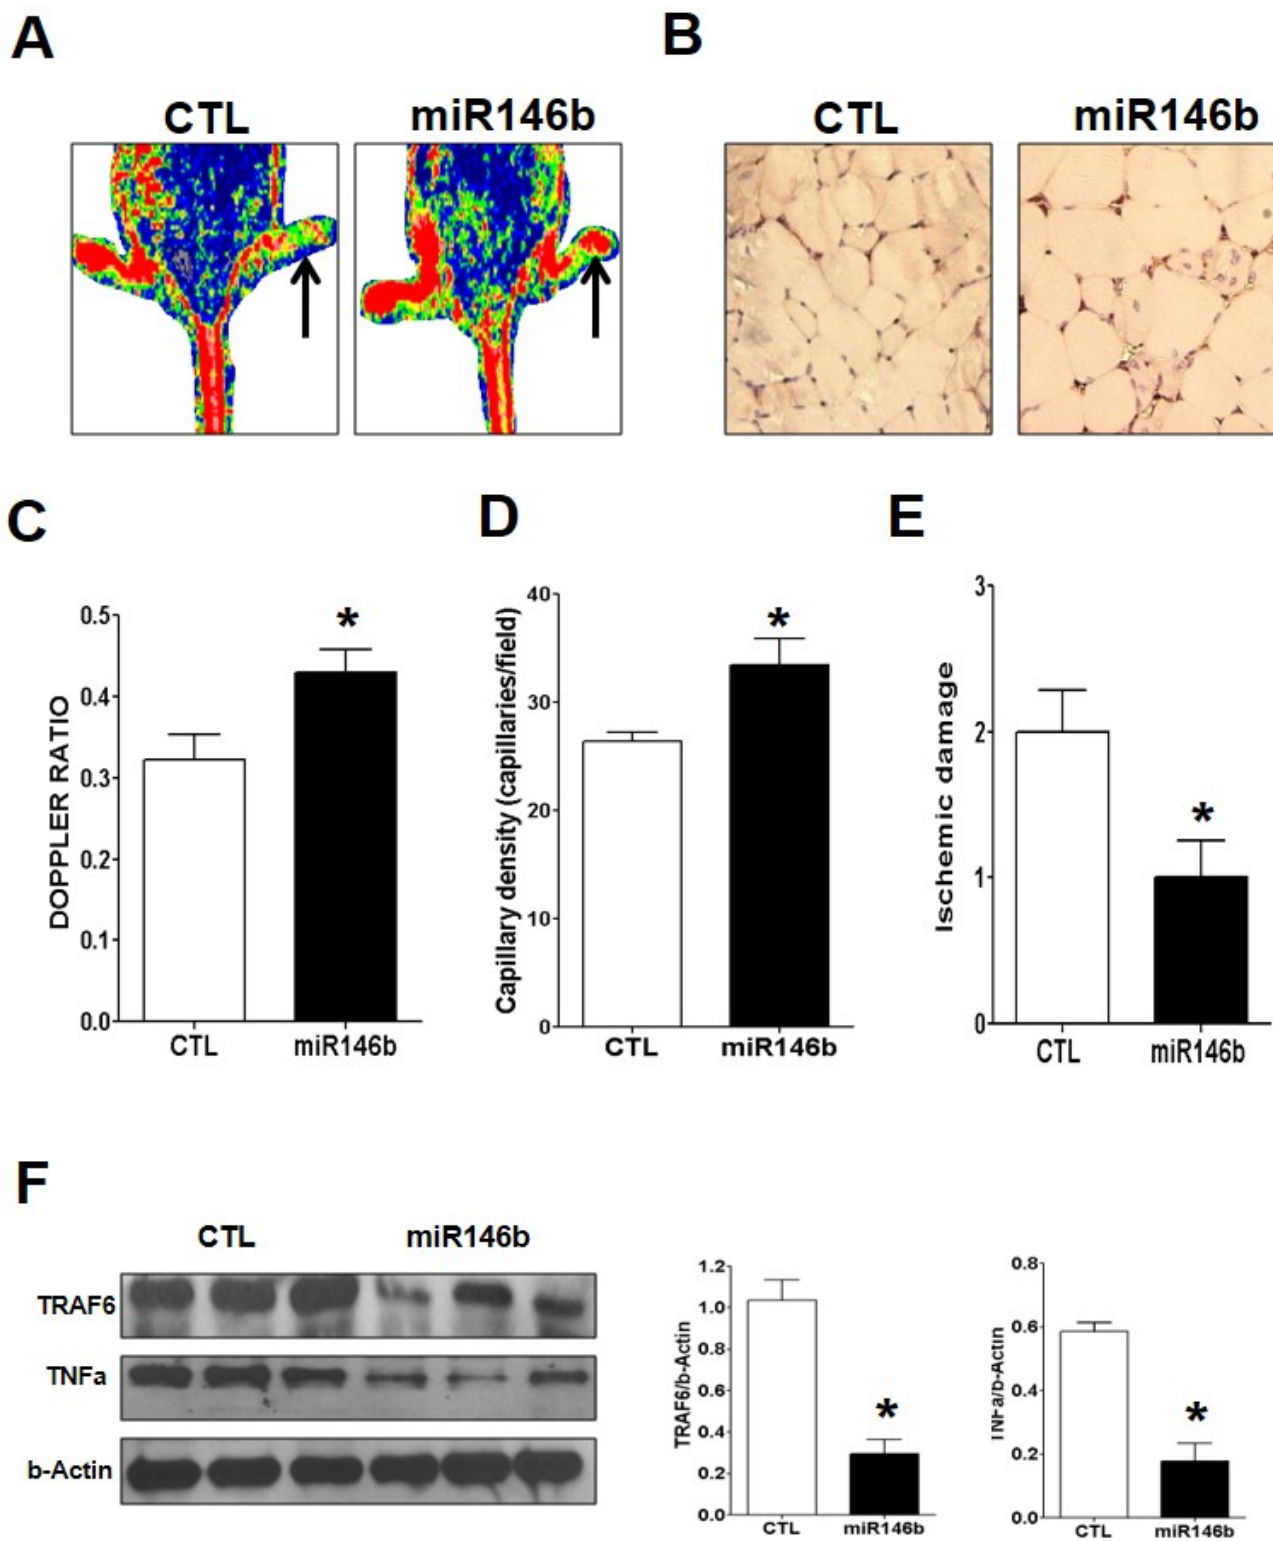 A
B
CTL
miR146b
CTL
miR146b
C
D
E
DOPPLER RATIO
0.5
0.4
0.3
0.2
0.1
0.0
CTL
miR146b
*
Capillary density (capillaries/field)
40
30
20
10
0
CTL
miR146b
*
Ischemic damage
3
2
1
0
CTL
miR146b
*
F
CTL
miR146b
TRAF6
TNFa
b-Actin
TRAF6/b-Actin
1.2
1.0
0.8
0.6
0.4
0.2
0.0
CTL
miR146b
*
TNFa/b-Actin
0.8
0.6
0.4
0.2
0.0
CTL
miR146b
*